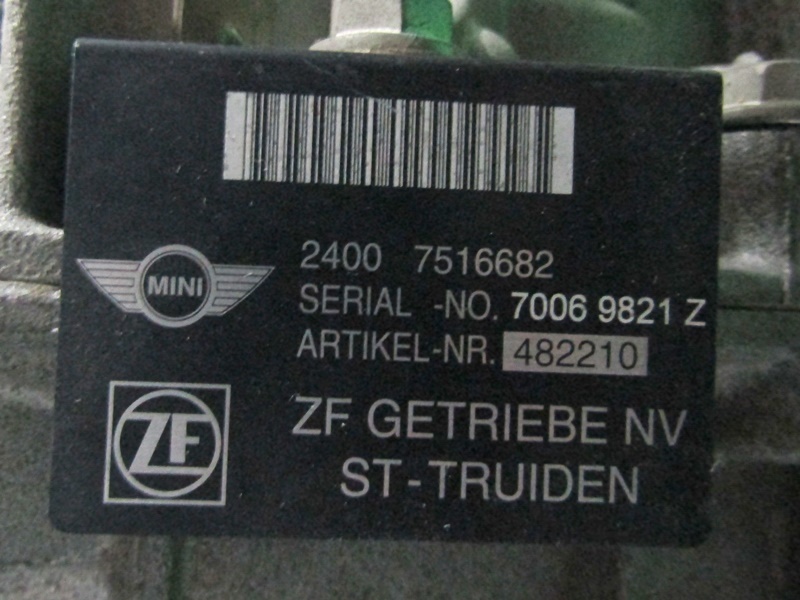 2400 7516682
MINI
SERIAL -NO. 7006 9821 Z
ARTIKEL-NR. 482210
ZF
ZF GETRIEBE NV
ST-TRUIDEN